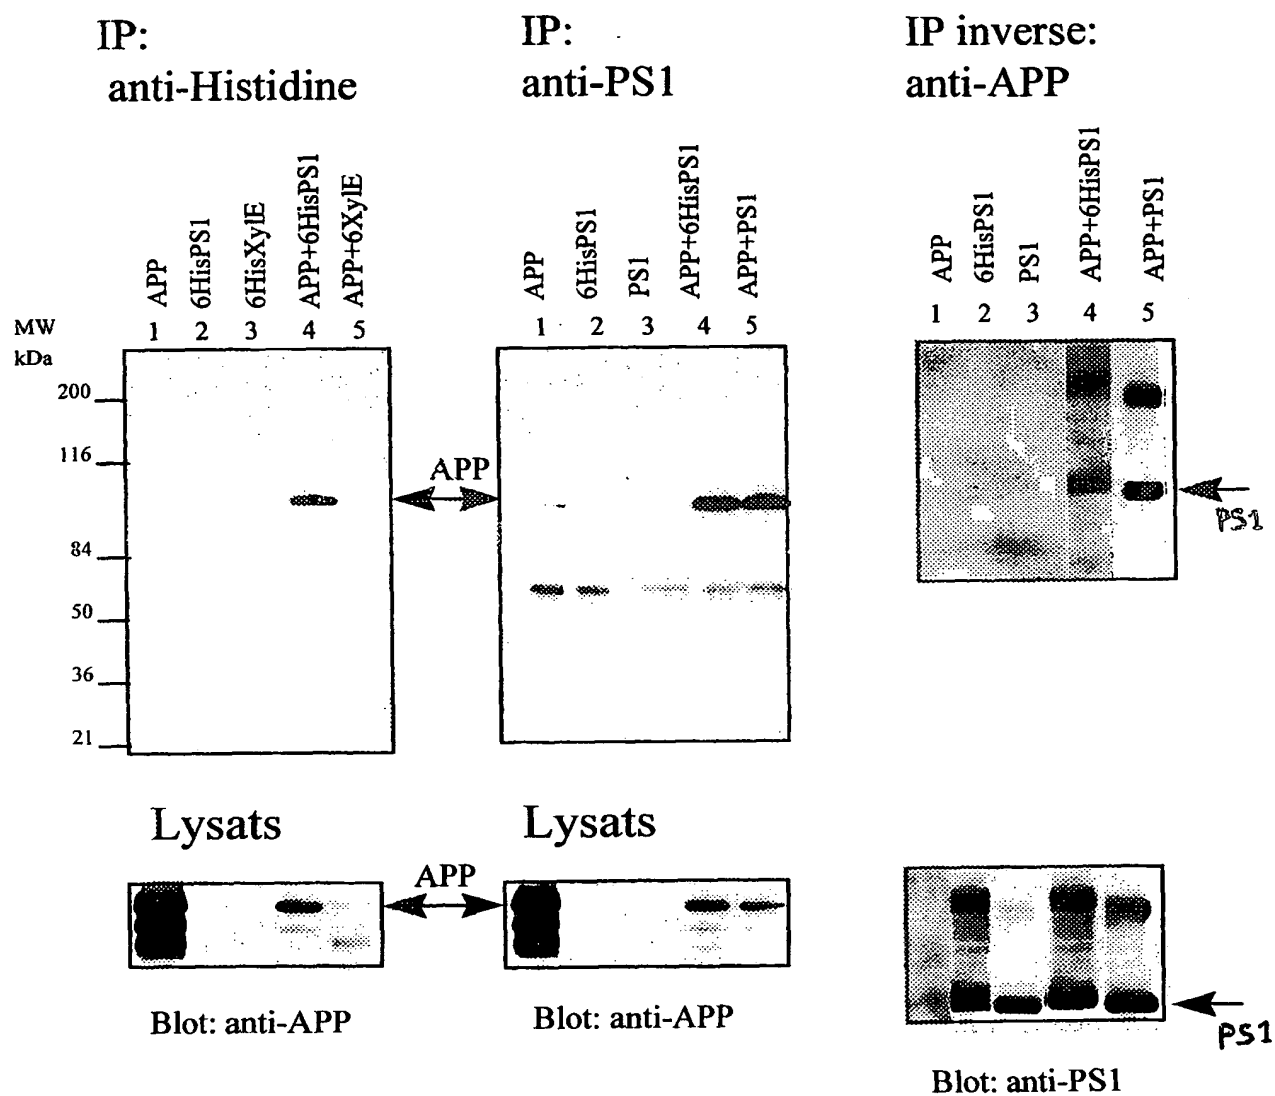 IP:
anti-Histidine
IP:
anti-PS1
IP inverse:
anti-APP
APP
6HisPS1
6HisXylE
APP+6HisPS1
APP+6XylE
APP
6HisPS1
PS1
APP+6HisPS1
APP+PS1
APP
6HisPS1
PS1
APP+6HisPS1
APP+PS1
MW
kDa
1 2 3 4 5
1 2 3 4 5
1 2 3 4 5
200
116
84
50
36
21
APP
PS1
Lysats
Lysats
APP
PS1
Blot: anti-APP
Blot: anti-APP
Blot: anti-PS1